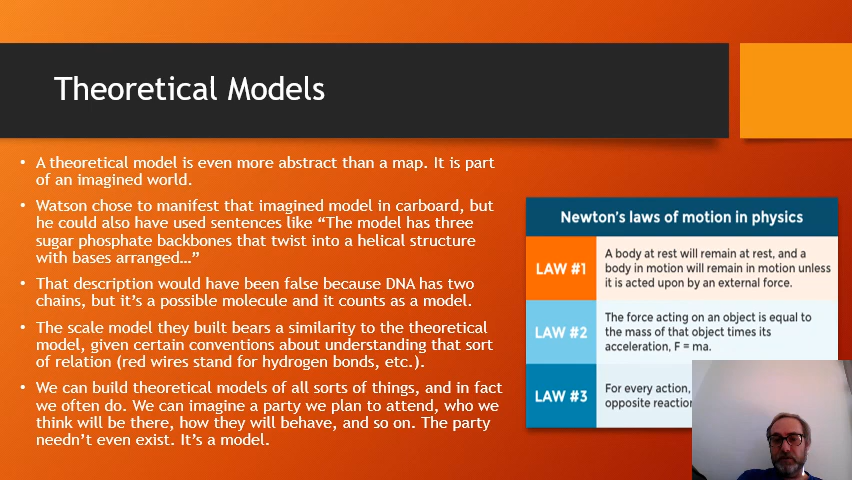 Theoretical Models
• A theoretical model is even more abstract than a map. It is part
of an imagined world.
• Watson chose to manifest that imagined model in carboard, but
he could also have used sentences like “The model has three
sugar phosphate backbones that twist into a helical structure
with bases arranged…”
• That description would have been false because DNA has two
chains, but it’s a possible molecule and it counts as a model.
• The scale model they built bears a similarity to the theoretical
model, given certain conventions about understanding that sort
of relation (red wires stand for hydrogen bonds, etc.).
• We can build theoretical models of all sorts of things, and in fact
we often do. We can imagine a party we plan to attend, who we
think will be there, how they will behave, and so on. The party
needn’t even exist. It’s a model.
Newton’s laws of motion in physics
LAW #1
A body at rest will remain at rest, and a
body in motion will remain in motion unless
it is acted upon by an external force.
LAW #2
The force acting on an object is equal to
the mass of that object times its
acceleration, F = ma.
LAW #3
For every action,
opposite reaction